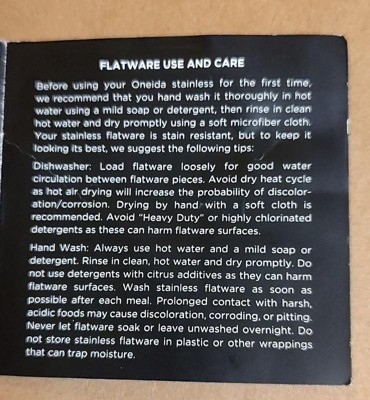 FLATWARE USE AND CARE
Before using your Oneida stainless for the first time,
we recommend that you hand wash it thoroughly in hot
water using a mild soap or detergent, then rinse in clean
hot water and dry promptly using a soft microfiber cloth.
Your stainless flatware is stain resistant, but to keep it
looking its best, we suggest the following tips:
Dishwasher: Load flatware loosely for good water
circulation between flatware pieces. Avoid dry heat cycle
as hot air drying will increase the probability of discolor-
ation/corrosion. Drying by hand with a soft cloth is
recommended. Avoid "Heavy Duty" or highly chlorinated
detergents as these can harm flatware surfaces.
Hand Wash: Always use hot water and a mild soap or
detergent. Rinse in clean, hot water and dry promptly. Do
not use detergents with citrus additives as they can harm
flatware surfaces. Wash stainless flatware as soon as
possible after each meal. Prolonged contact with harsh,
acidic foods may cause discoloration, corroding, or pitting.
Never let flatware soak or leave unwashed overnight. Do
not store stainless flatware in plastic or other wrappings
that can trap moisture.